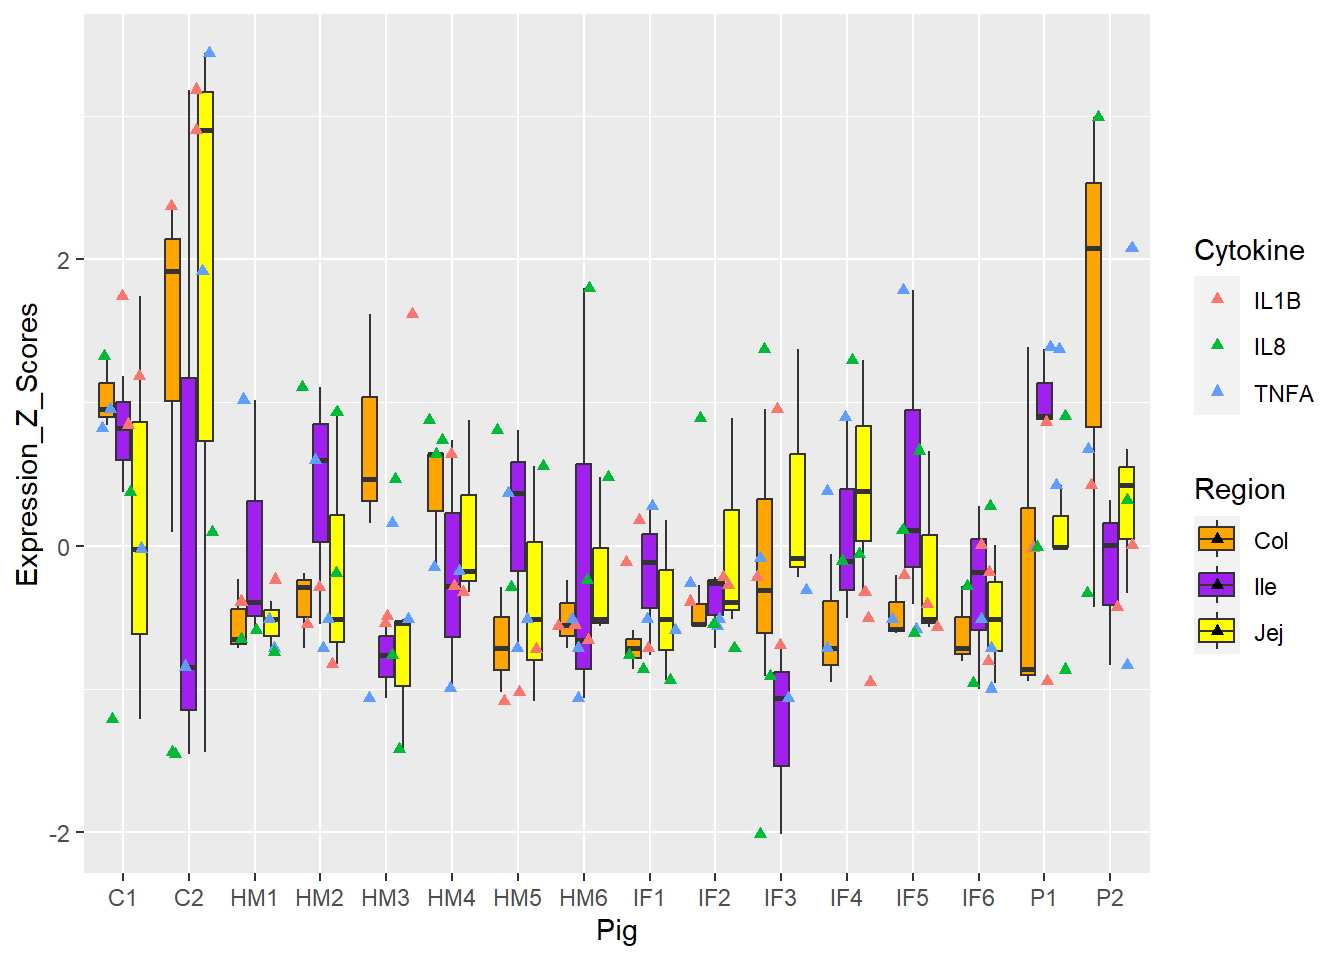 Expression_Z_Scores
2
0
-2
C1 C2 HM1 HM2 HM3 HM4 HM5 HM6 IF1 IF2 IF3 IF4 IF5 IF6 P1 P2
Pig
Cytokine
IL1B
IL8
TNFA
Region
Col
Ile
Jej